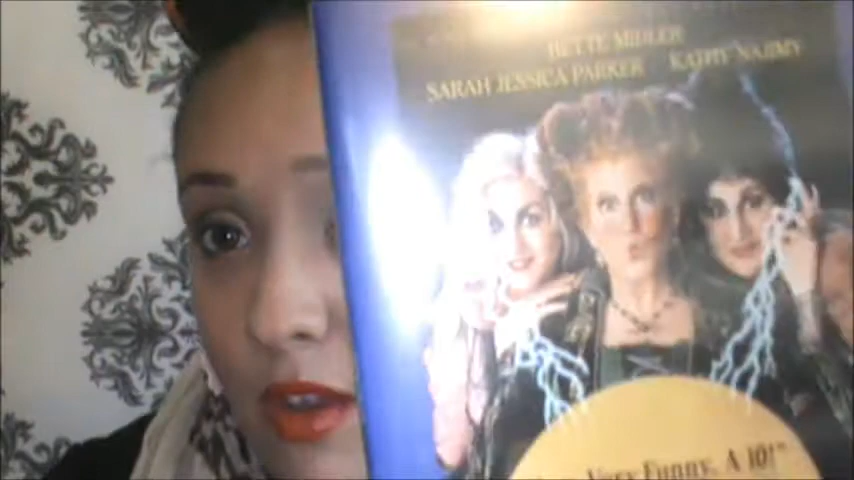 BETTE MIDLER
SARAH JESSICA PARKER KATHY NAJIMY
Very Funny. A 10!"